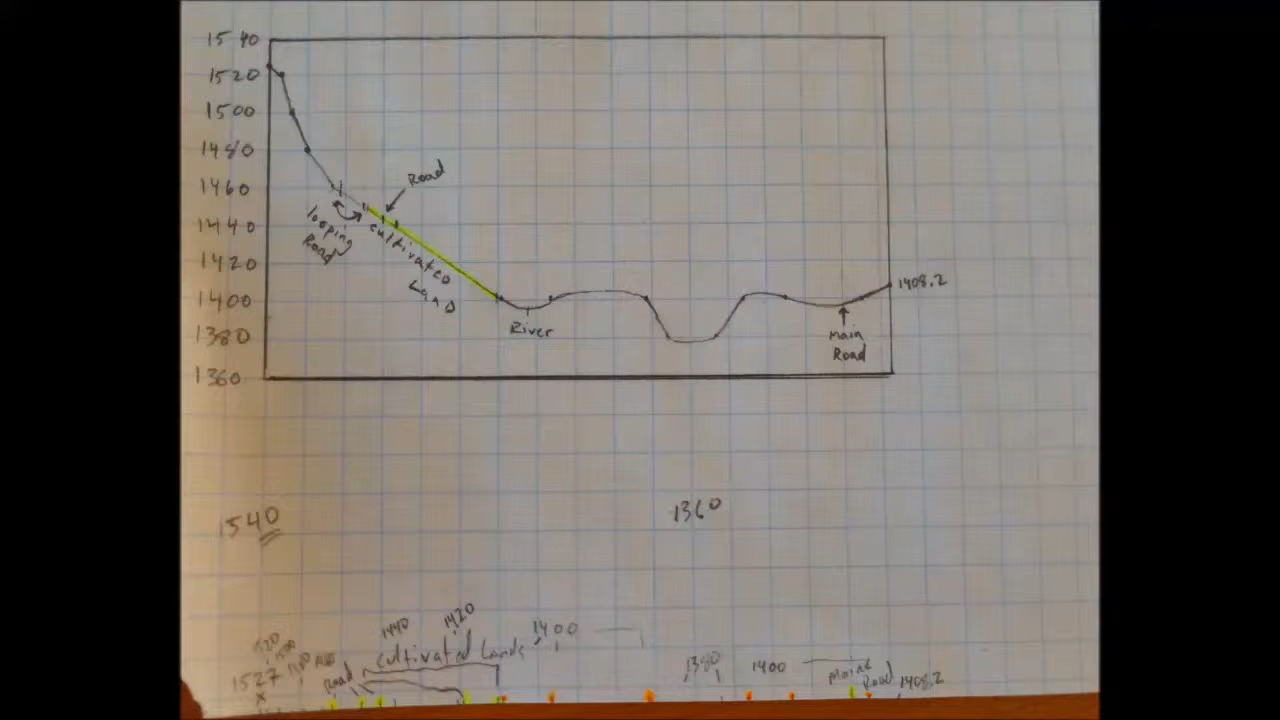 1540
1520
1500
1480
1460
1440
1420
1400
1380
1360
Road
looping
Road
cultivated
Land
River
1408.2
Main
Road
1540
1360
1440
1420
1400
cultivated Lands
Road
1527
1380
1400
Road
1408.2